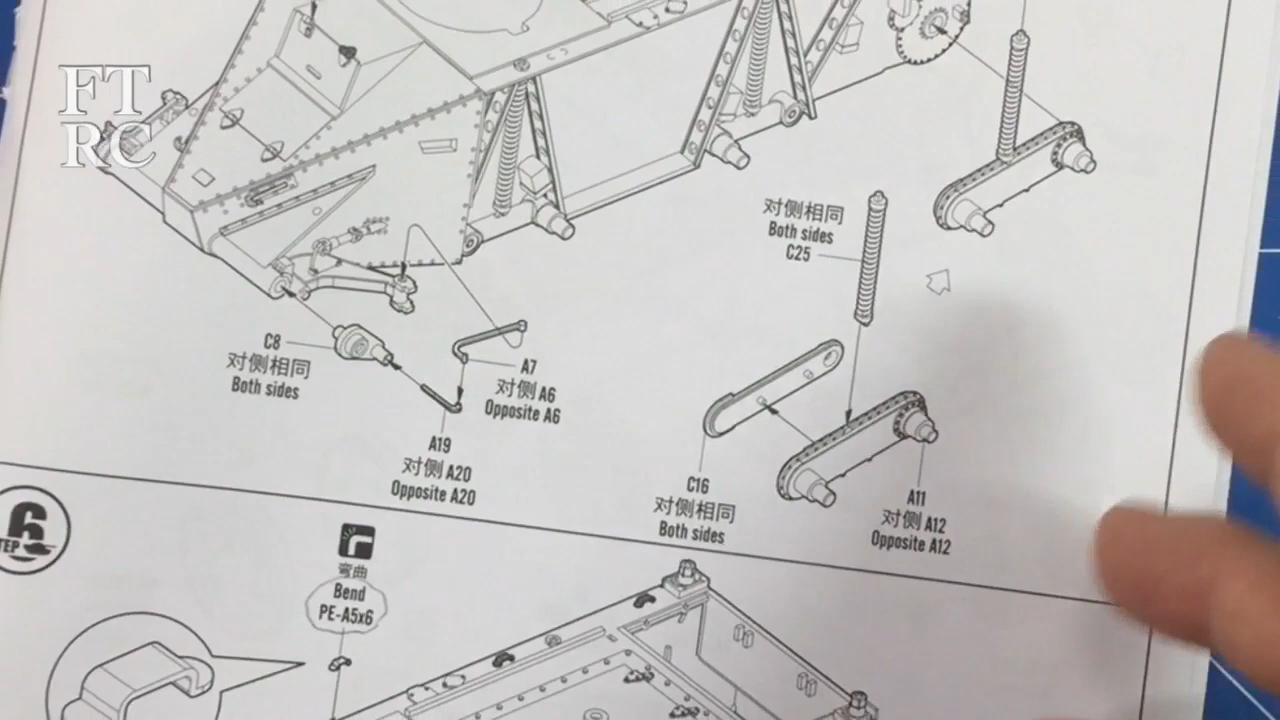 FT
RC
对侧相同
Both sides
C25
C8
对侧相同
Both sides
A7
对侧 A6
Opposite A6
A19
对侧 A20
Opposite A20
C16
对侧相同
Both sides
A11
对侧 A12
Opposite A12
6
TEP
弯曲
Bend
PE-A5x6